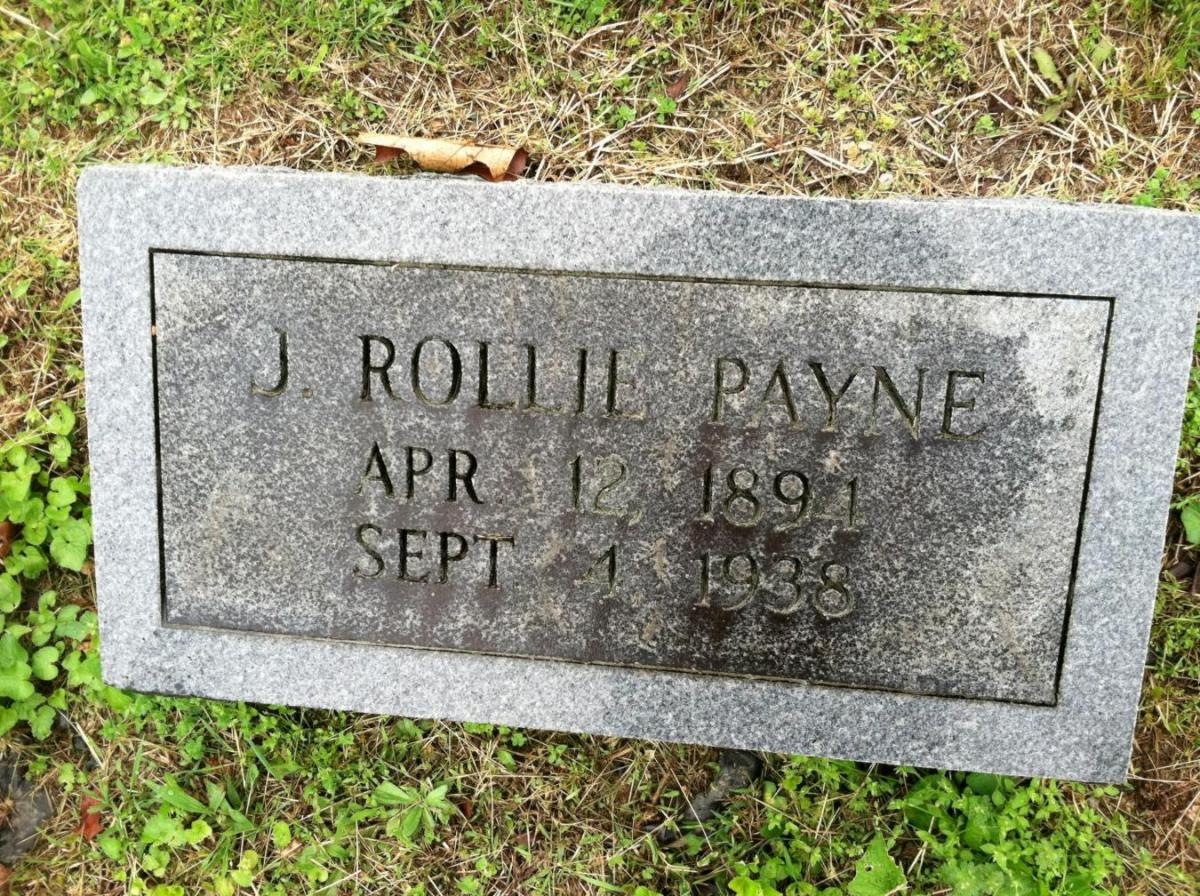 J. ROLLIE PAYNE
APR. 12, 1894
SEPT. 4, 1938